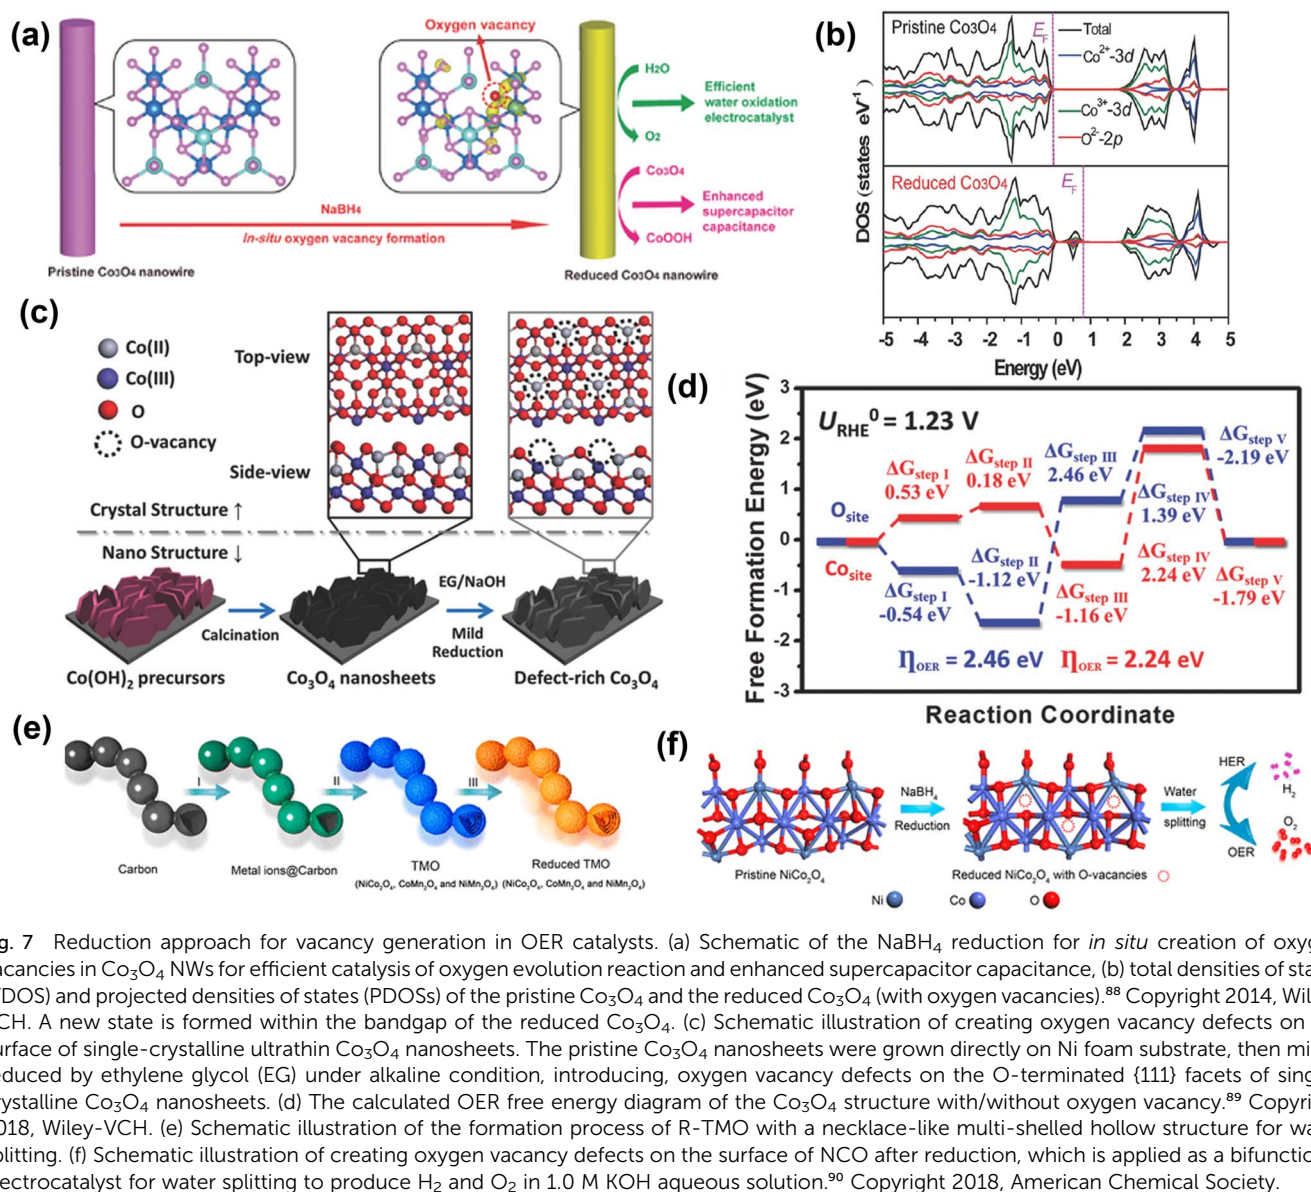 (a)
Oxygen vacancy
H2O
Efficient
water oxidation
electrocatalyst
O2
Co3O4
Enhanced
supercapacitor
capacitance
CoOOH
NaBH4
In-situ oxygen vacancy formation
Pristine Co3O4 nanowire
Reduced Co3O4 nanowire
(b)
Pristine Co3O4
EF
Total
Co2+-3d
Co3+-3d
O2--2p
Reduced Co3O4
EF
DOS (states eV-1)
-5 -4 -3 -2 -1 0 1 2 3 4 5
Energy (eV)
(c)
Co(II)
Co(III)
O
O-vacancy
Top-view
Side-view
Crystal Structure ↑
Nano Structure ↓
Calcination
EG/NaOH
Mild
Reduction
Co(OH)2 precursors
Co3O4 nanosheets
Defect-rich Co3O4
(d)
Free Formation Energy (eV)
3
2
1
0
-1
-2
-3
URHE0 = 1.23 V
ΔGstep I
0.53 eV
ΔGstep II
0.18 eV
ΔGstep III
2.46 eV
ΔGstep V
-2.19 eV
ΔGstep IV
1.39 eV
Osite
Cosite
ΔGstep I
-0.54 eV
ΔGstep II
-1.12 eV
ΔGstep III
-1.16 eV
ΔGstep IV
2.24 eV
ΔGstep V
-1.79 eV
ηOER = 2.46 eV
ηOER = 2.24 eV
Reaction Coordinate
(e)
I
II
III
Carbon
Metal ions@Carbon
TMO
(NiCo2O4, CoMn2O4 and NiMn2O4)
Reduced TMO
(NiCo2O4, CoMn2O4 and NiMn2O4)
(f)
NaBH4
Reduction
Water
splitting
HER
H2
O2
OER
Pristine NiCo2O4
Reduced NiCo2O4 with O-vacancies
Ni
Co
O
g. 7 Reduction approach for vacancy generation in OER catalysts. (a) Schematic of the NaBH4 reduction for in situ creation of oxyg
acancies in Co3O4 NWs for efficient catalysis of oxygen evolution reaction and enhanced supercapacitor capacitance, (b) total densities of sta
DOS) and projected densities of states (PDOSs) of the pristine Co3O4 and the reduced Co3O4 (with oxygen vacancies).88 Copyright 2014, Wil
CH. A new state is formed within the bandgap of the reduced Co3O4. (c) Schematic illustration of creating oxygen vacancy defects on
urface of single-crystalline ultrathin Co3O4 nanosheets. The pristine Co3O4 nanosheets were grown directly on Ni foam substrate, then mi
educed by ethylene glycol (EG) under alkaline condition, introducing, oxygen vacancy defects on the O-terminated {111} facets of sing
rystalline Co3O4 nanosheets. (d) The calculated OER free energy diagram of the Co3O4 structure with/without oxygen vacancy.89 Copyri
018, Wiley-VCH. (e) Schematic illustration of the formation process of R-TMO with a necklace-like multi-shelled hollow structure for wa
plitting. (f) Schematic illustration of creating oxygen vacancy defects on the surface of NCO after reduction, which is applied as a bifunctic
ectrocatalyst for water splitting to produce H2 and O2 in 1.0 M KOH aqueous solution.90 Copyright 2018, American Chemical Society.